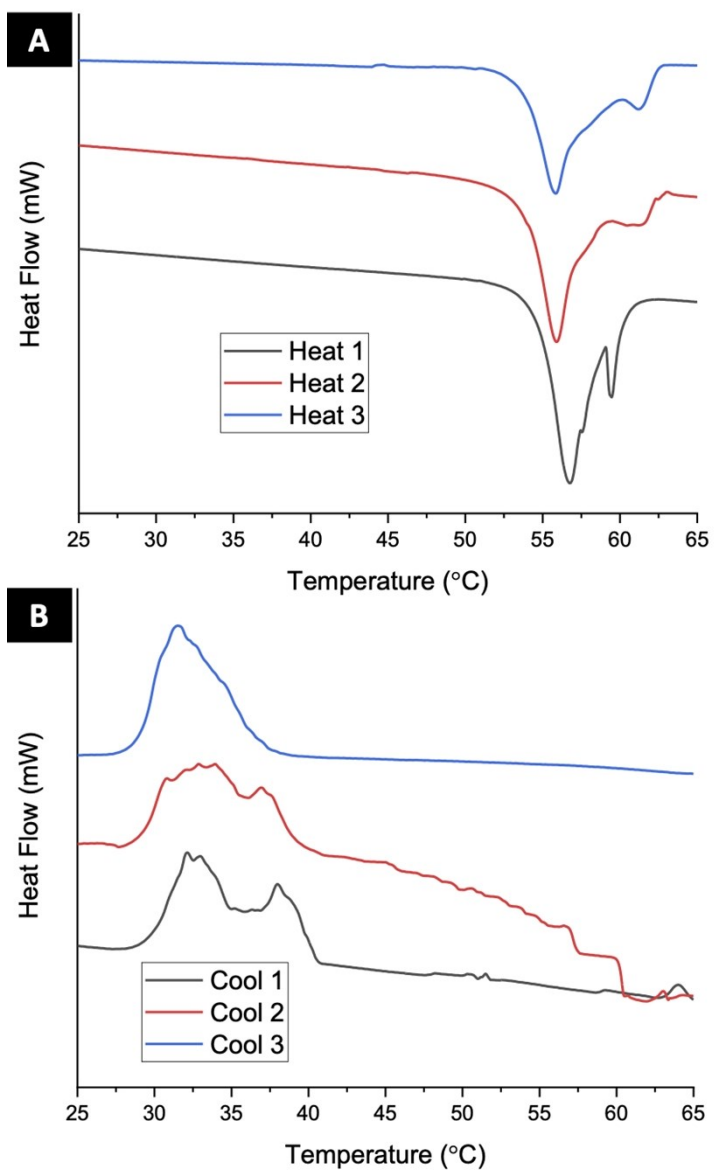 A
Heat Flow (mW)
Heat 1
Heat 2
Heat 3
25 30 35 40 45 50 55 60 65
Temperature (°C)
B
Heat Flow (mW)
Cool 1
Cool 2
Cool 3
25 30 35 40 45 50 55 60 65
Temperature (°C)